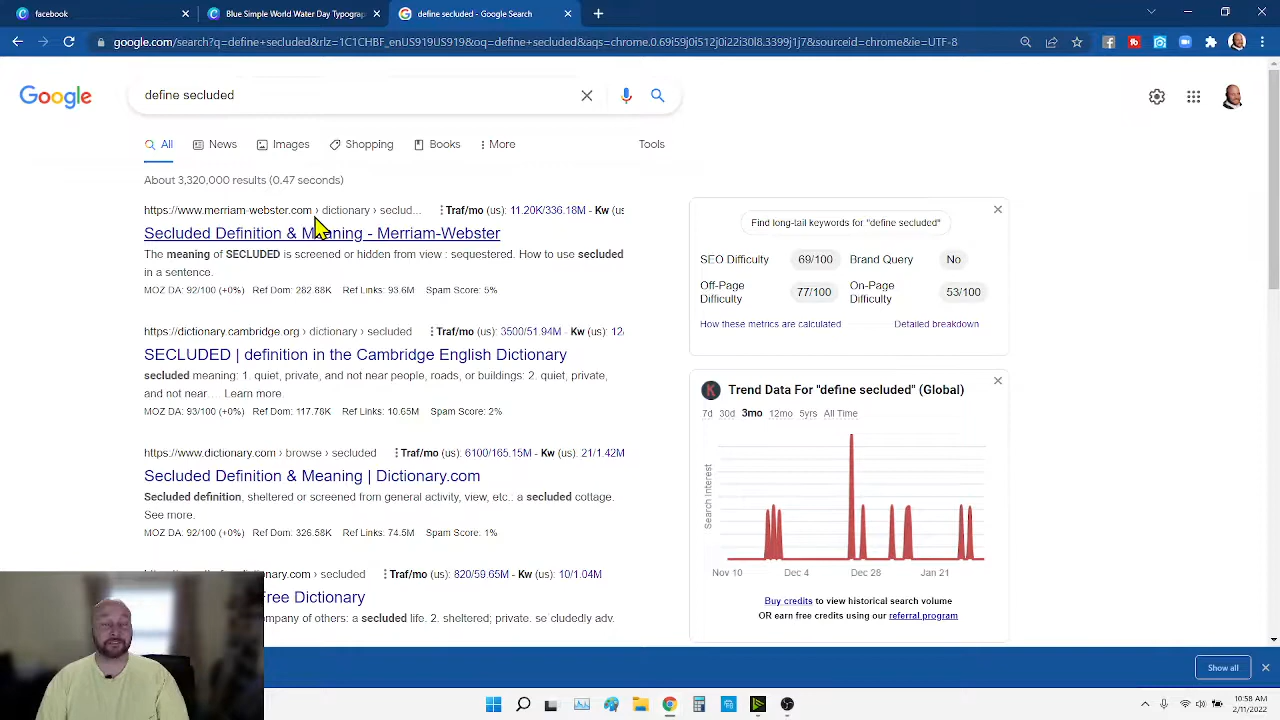 facebook
Blue Simple World Water Day Typograp
define secluded - Google Search
google.com/search?q=define+secluded&rlz=1C1CHBF_enUS919US919&oq=define+secluded&aqs=chrome.0.69i59j0i512j0i22i30l8.3399j1j7&sourceid=chrome&ie=UTF-8
Google
define secluded
All
News
Images
Shopping
Books
More
Tools
About 3,320,000 results (0.47 seconds)
https://www.merriam-webster.com › dictionary › seclud...
Traf/mo (us): 11.20K/336.18M - Kw (us
Secluded Definition & Meaning - Merriam-Webster
The meaning of SECLUDED is screened or hidden from view : sequestered. How to use secluded
in a sentence.
MOZ DA: 92/100 (+0%) Ref Dom: 282.88K Ref Links: 93.6M Spam Score: 5%
https://dictionary.cambridge.org › dictionary › secluded
Traf/mo (us): 3500/51.94M - Kw (us): 12/
SECLUDED | definition in the Cambridge English Dictionary
secluded meaning: 1. quiet, private, and not near people, roads, or buildings: 2. quiet, private,
and not near.... Learn more.
MOZ DA: 93/100 (+0%) Ref Dom: 117.78K Ref Links: 10.65M Spam Score: 2%
https://www.dictionary.com › browse › secluded
Traf/mo (us): 6100/165.15M - Kw (us): 21/1.42M
Secluded Definition & Meaning | Dictionary.com
Secluded definition, sheltered or screened from general activity, view, etc.: a secluded cottage.
See more.
MOZ DA: 92/100 (+0%) Ref Dom: 326.58K Ref Links: 74.5M Spam Score: 1%
› secluded
Traf/mo (us): 820/59.65M - Kw (us): 10/1.04M
Free Dictionary
company of others: a secluded life. 2. sheltered; private. se′cludedly adv.
Find long-tail keywords for "define secluded"
SEO Difficulty 69/100 Brand Query No
Off-Page Difficulty 77/100 On-Page Difficulty 53/100
How these metrics are calculated
Detailed breakdown
K
Trend Data For "define secluded" (Global)
7d 30d 3mo 12mo 5yrs All Time
Search Interest
Nov 10 Dec 4 Dec 28 Jan 21
Buy credits to view historical search volume
OR earn free credits using our referral program
Show all
10:58 AM
2/11/2022